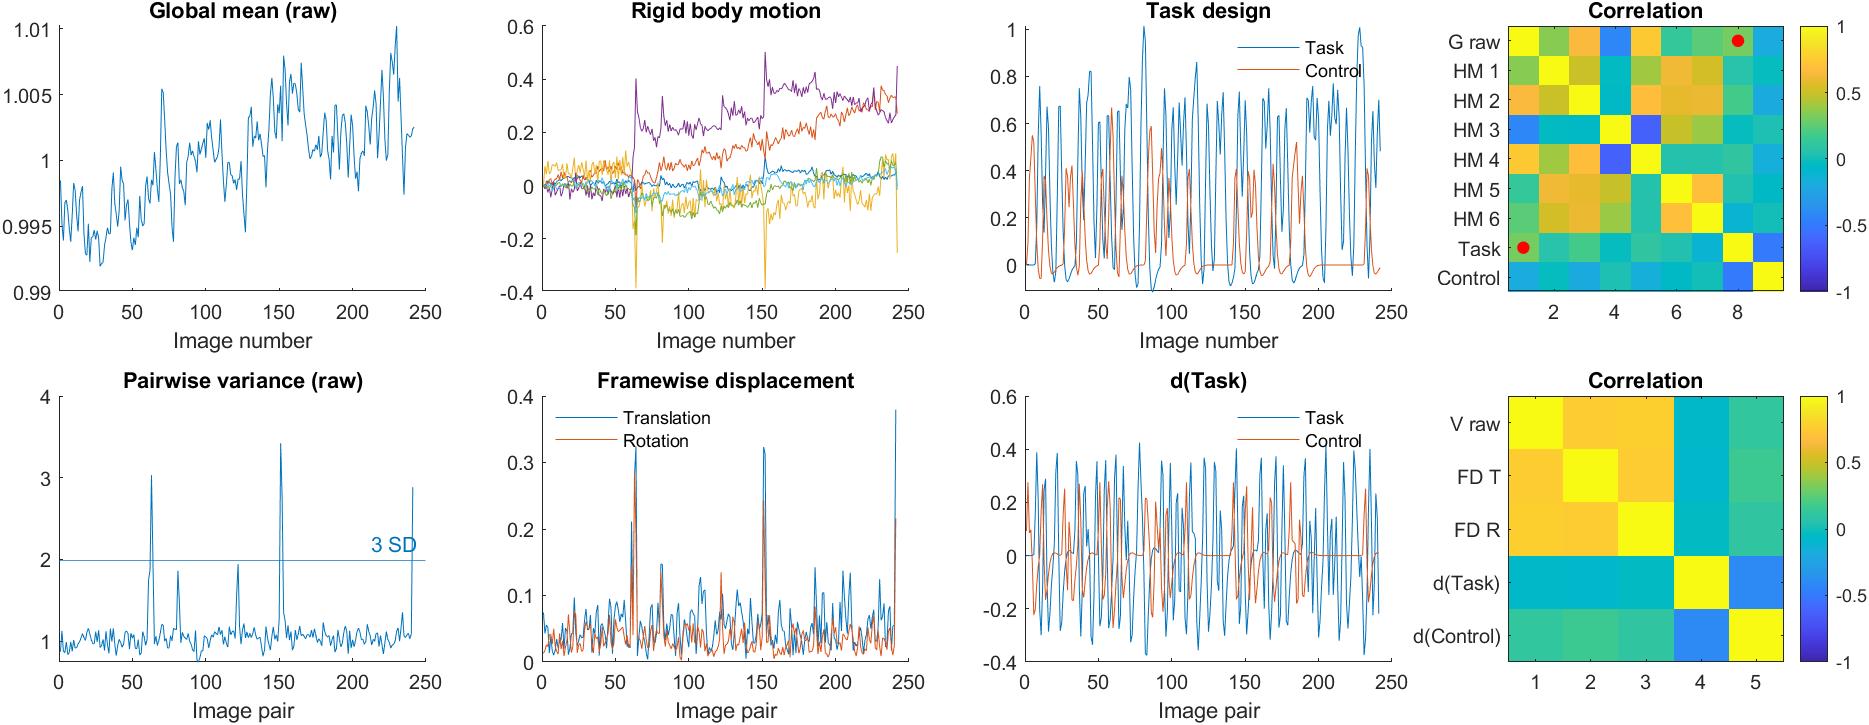 Global mean (raw)
1.01
1.005
1
0.995
0.99
0 50 100 150 200 250
Image number
Rigid body motion
0.6
0.4
0.2
0
-0.2
-0.4
0 50 100 150 200 250
Image number
Task design
Task
Control
1
0.8
0.6
0.4
0.2
0
0 50 100 150 200 250
Image number
Correlation
G raw
HM 1
HM 2
HM 3
HM 4
HM 5
HM 6
Task
Control
2 4 6 8
1
0.5
0
-0.5
-1
Pairwise variance (raw)
4
3
2
1
3 SD
0 50 100 150 200 250
Image pair
Framewise displacement
Translation
Rotation
0.4
0.3
0.2
0.1
0
0 50 100 150 200 250
Image pair
d(Task)
Task
Control
0.6
0.4
0.2
0
-0.2
-0.4
0 50 100 150 200 250
Image pair
Correlation
V raw
FD T
FD R
d(Task)
d(Control)
1 2 3 4 5
1
0.5
0
-0.5
-1